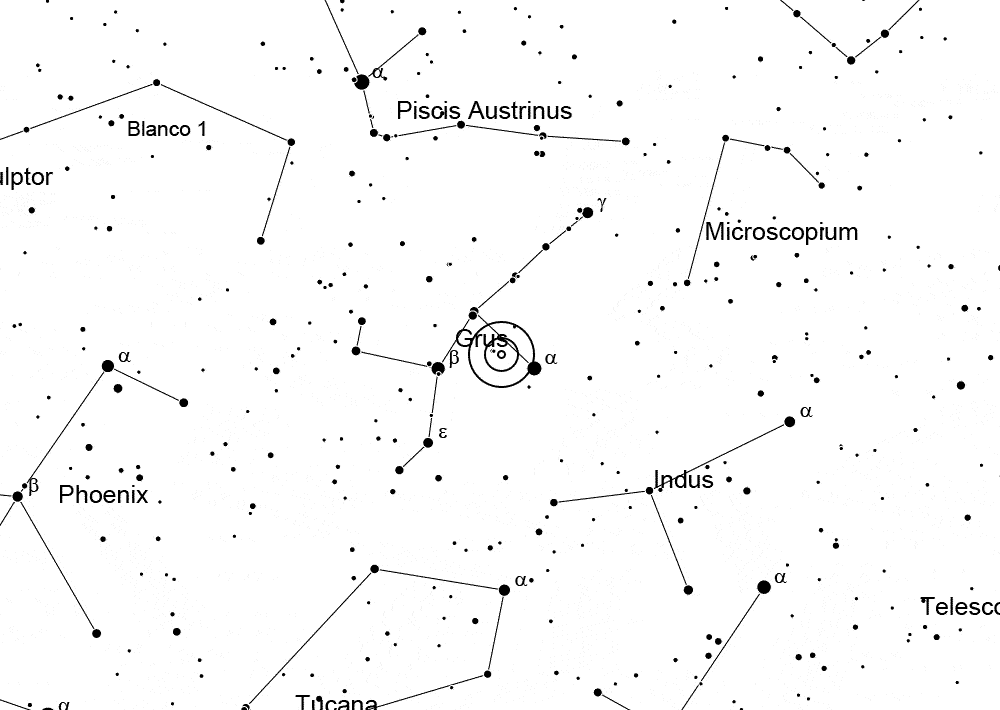 α
Piscis Austrinus
Blanco 1
ulptor
γ
Microscopium
Grus
α
β
α
α
ε
Indus
β
Phoenix
α
α
Telesco
Tucana
α